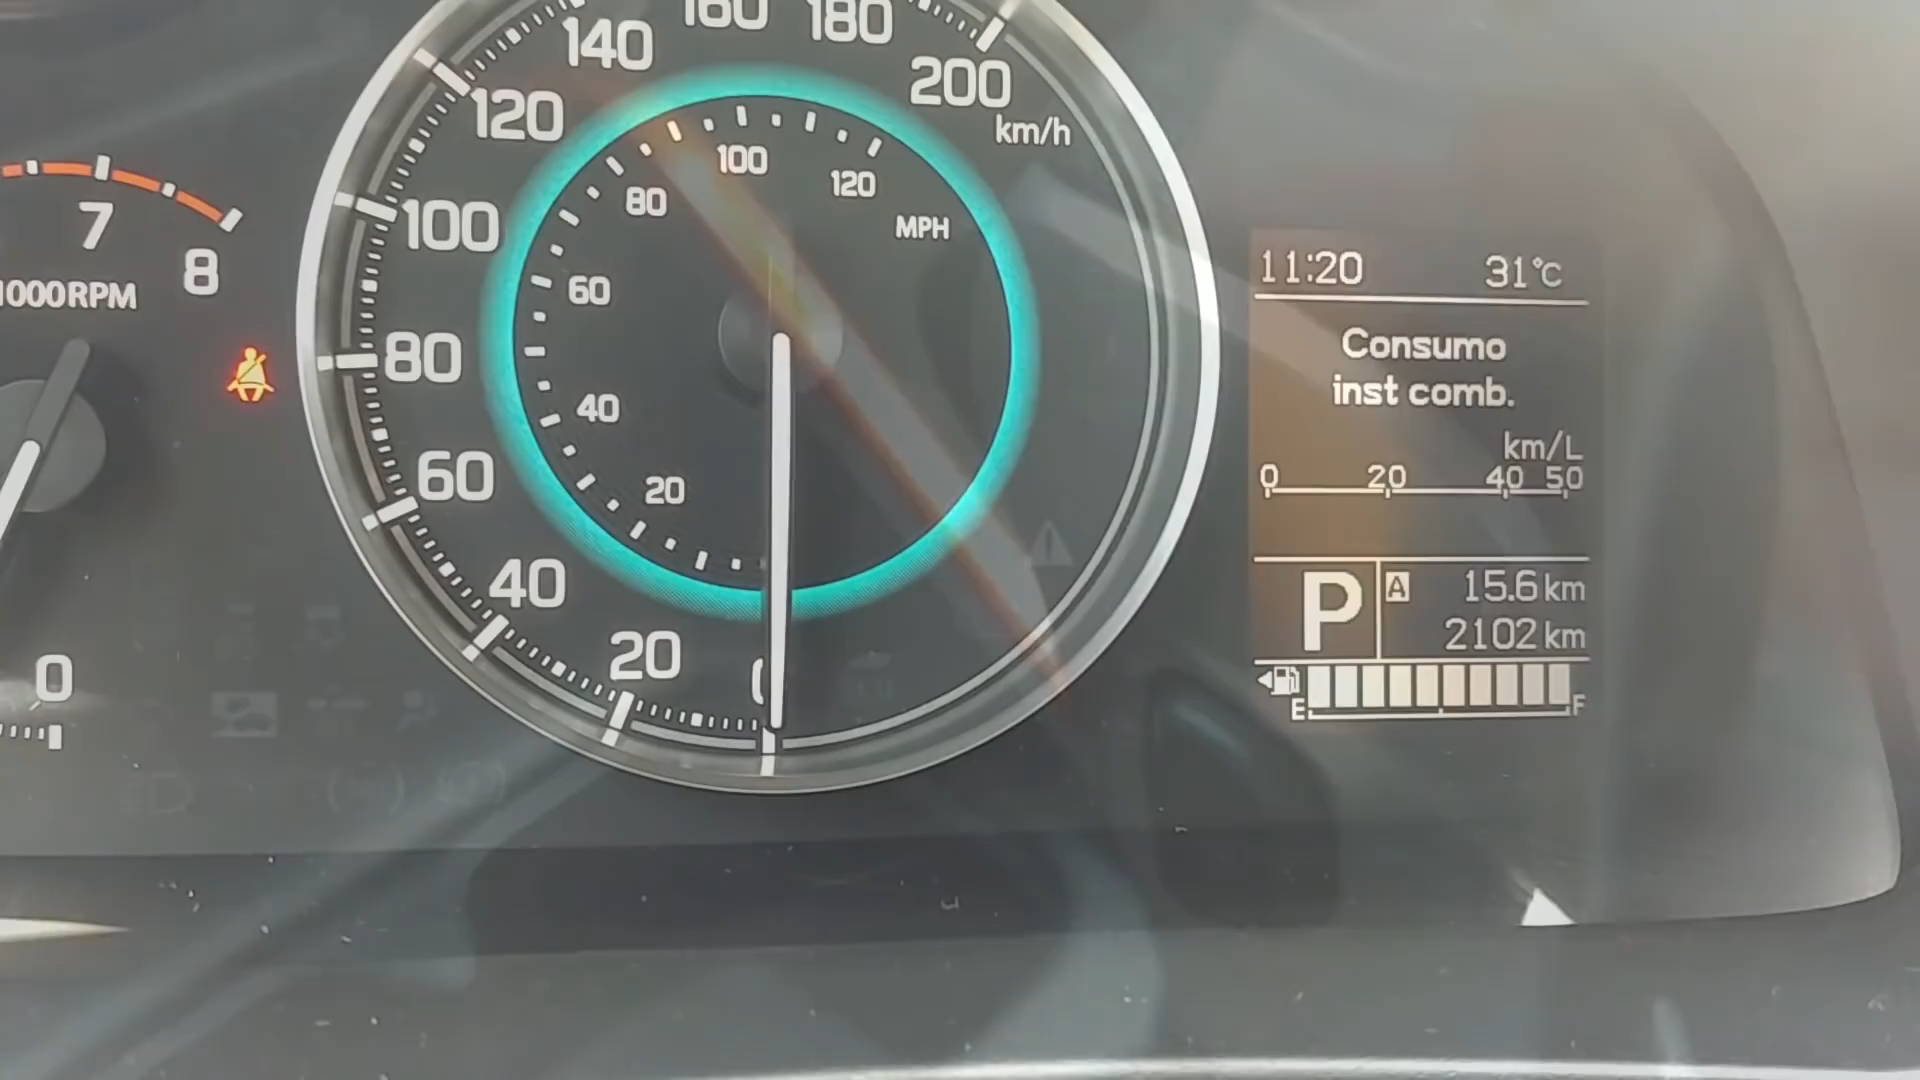 7
8
1000RPM
0
160
180
140
200
km/h
120
100
80
60
40
20
0
100
120
80
MPH
60
40
20
11:20 31°C
Consumo
inst comb.
km/L
0 20 40 50
P A 15.6 km
2102 km
E F